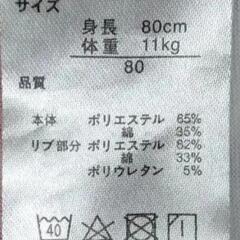 サイズ
身長 80cm
体重 11kg
80
品質
本体 ポリエステル 65%
綿 35%
リブ部分 ポリエステル 62%
綿 33%
ポリウレタン 5%
40